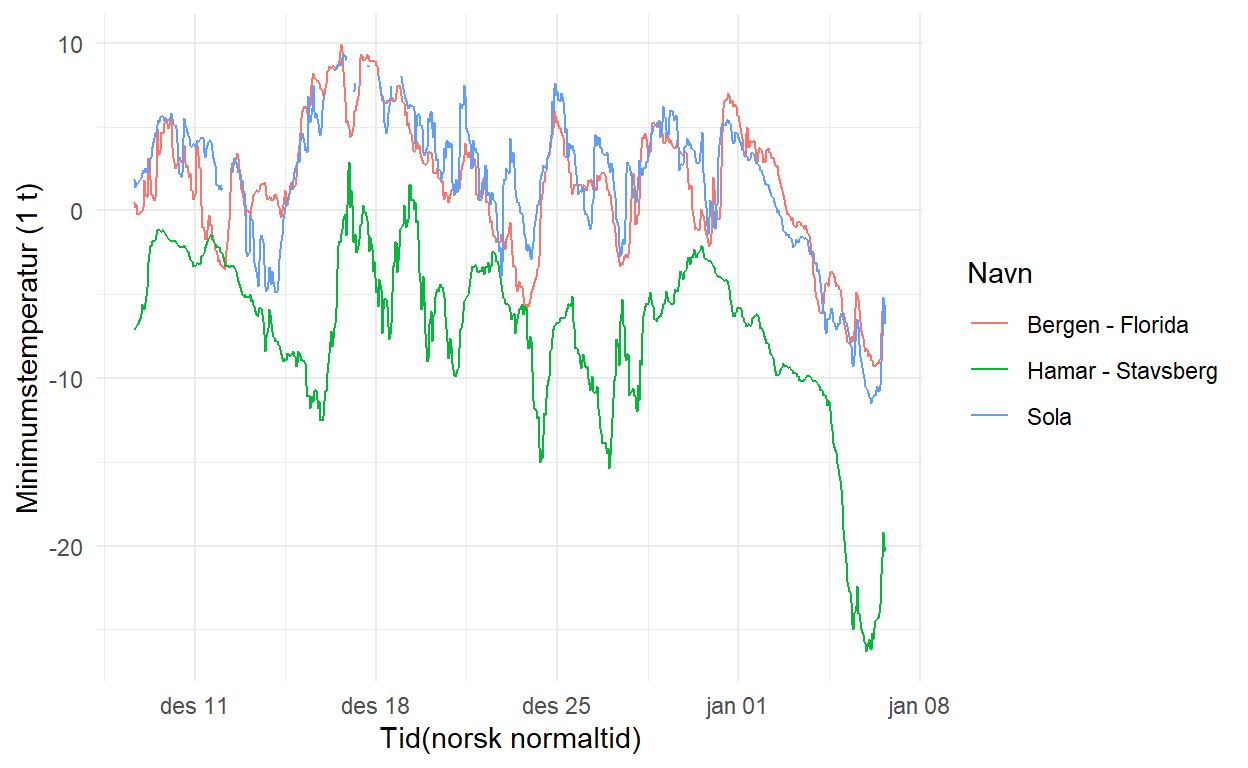 Minimumstemperatur (1 t)
10
0
-10
-20
des 11
des 18
des 25
jan 01
jan 08
Tid(norsk normaltid)
Navn
Bergen - Florida
Hamar - Stavsberg
Sola